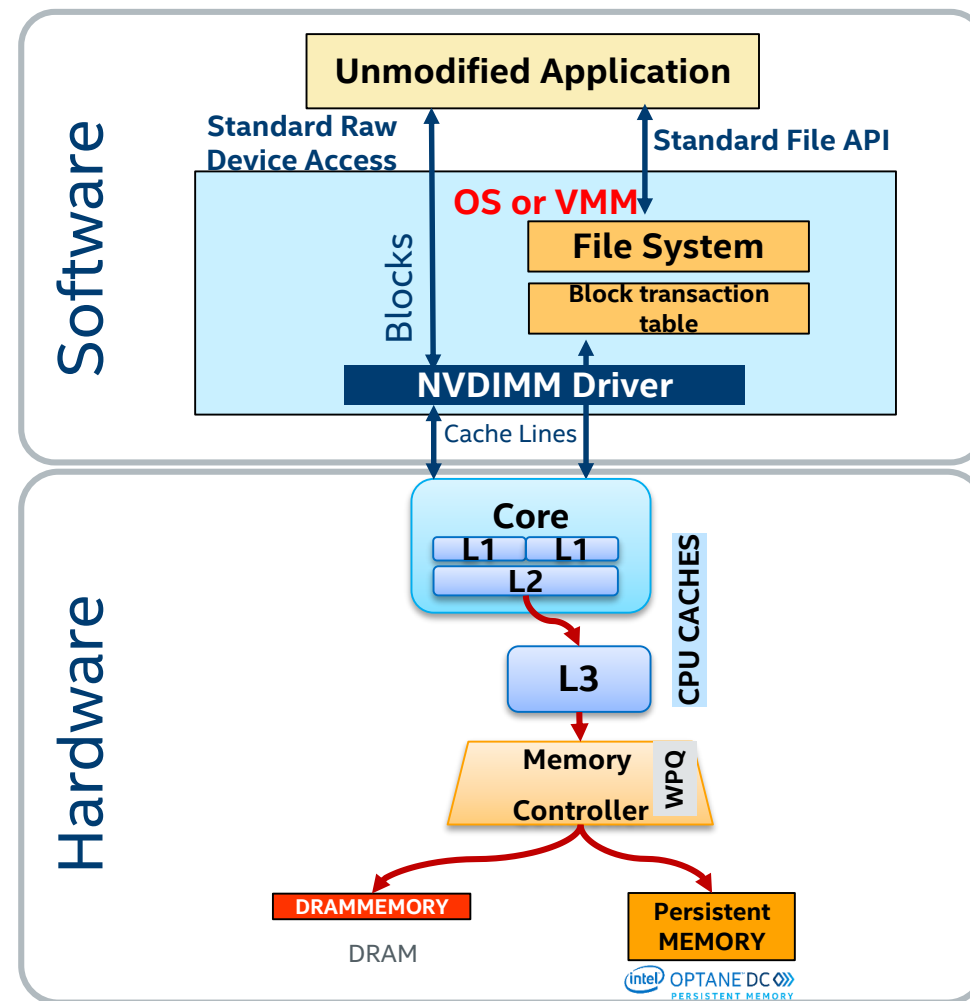 Software
Unmodified Application
Standard Raw
Device Access
Standard File API
OS or VMM
Blocks
File System
Block transaction
table
NVDIMM Driver
Cache Lines
Hardware
Core
L1 L1
L2
CPU CACHES
L3
Memory
Controller
WPQ
DRAMMEMORY
DRAM
Persistent
MEMORY
intel OPTANE™ DC
PERSISTENT MEMORY